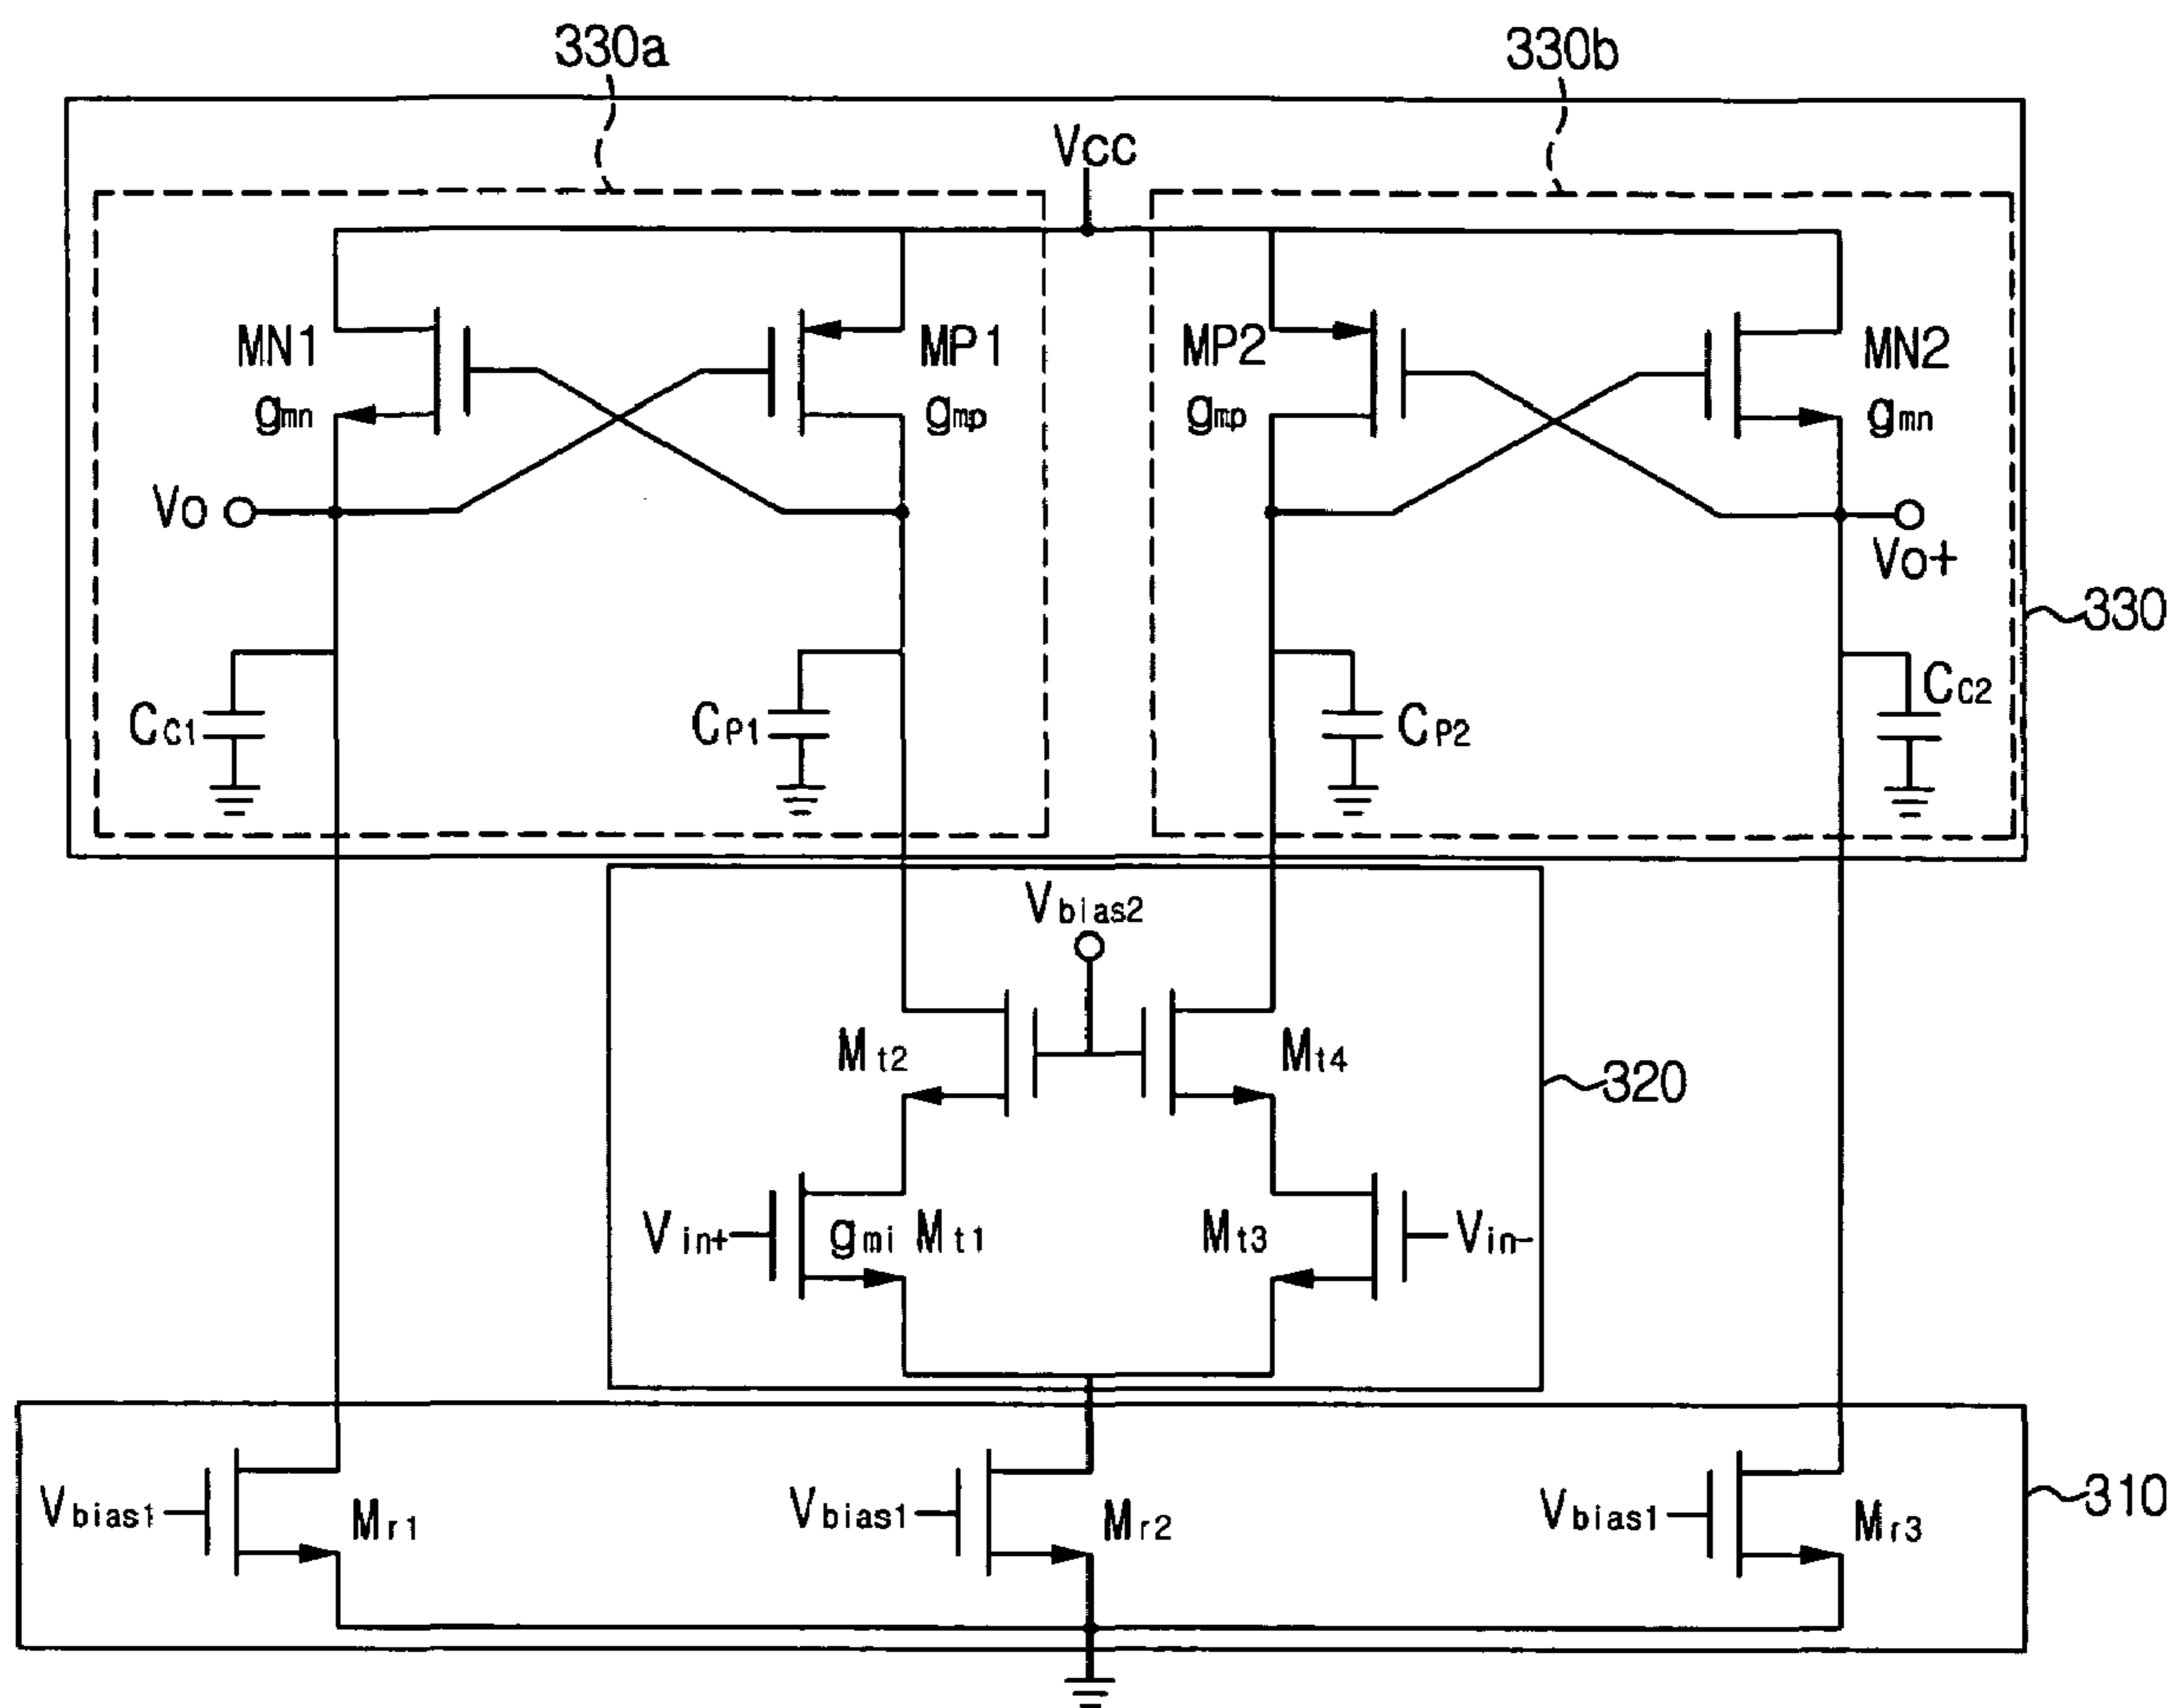 330a
330b
Vcc
MN1
gmn
MP1
gmp
MP2
gmp
MN2
gmn
Vo
Vo+
330
CC1
CP1
CP2
CC2
Vbias2
Mt2
Mt4
320
Vin+
gmi Mt1
Mt3
Vin-
Vbias1
Mr1
Vbias1
Mr2
Vbias1
Mr3
310